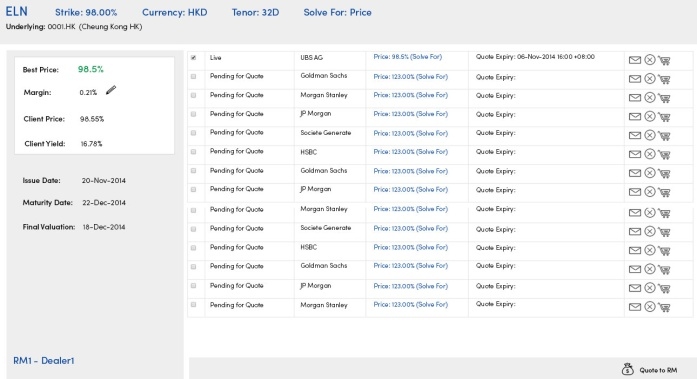 ELN Strike: 98.00% Currency: HKD Tenor: 32D Solve For: Price
Underlying: 0001.HK (Cheung Kong HK)
Best Price: 98.5%
Margin: 0.21%
Client Price: 98.55%
Client Yield: 16.78%
Issue Date: 20-Nov-2014
Maturity Date: 22-Dec-2014
Final Valuation: 18-Dec-2014
RM1 - Dealer1
Live UBS AG Price: 98.5% (Solve For) Quote Expiry: 06-Nov-2014 16:00 +08:00
Pending for Quote Goldman Sachs Price: 123.00% (Solve For) Quote Expiry:
Pending for Quote Morgan Stanley Price: 123.00% (Solve For) Quote Expiry:
Pending for Quote JP Morgan Price: 123.00% (Solve For) Quote Expiry:
Pending for Quote Societe Generate Price: 123.00% (Solve For) Quote Expiry:
Pending for Quote HSBC Price: 123.00% (Solve For) Quote Expiry:
Pending for Quote Goldman Sachs Price: 123.00% (Solve For) Quote Expiry:
Pending for Quote JP Morgan Price: 123.00% (Solve For) Quote Expiry:
Pending for Quote Morgan Stanley Price: 123.00% (Solve For) Quote Expiry:
Pending for Quote Societe Generate Price: 123.00% (Solve For) Quote Expiry:
Pending for Quote HSBC Price: 123.00% (Solve For) Quote Expiry:
Pending for Quote Goldman Sachs Price: 123.00% (Solve For) Quote Expiry:
Pending for Quote JP Morgan Price: 123.00% (Solve For) Quote Expiry:
Pending for Quote Morgan Stanley Price: 123.00% (Solve For) Quote Expiry:
Quote to RM